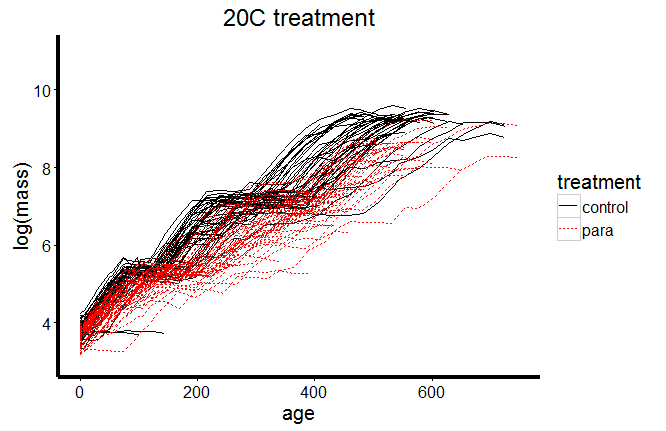 20C treatment
log(mass)
10
8
6
4
0 200 400 600
age
treatment
control
para